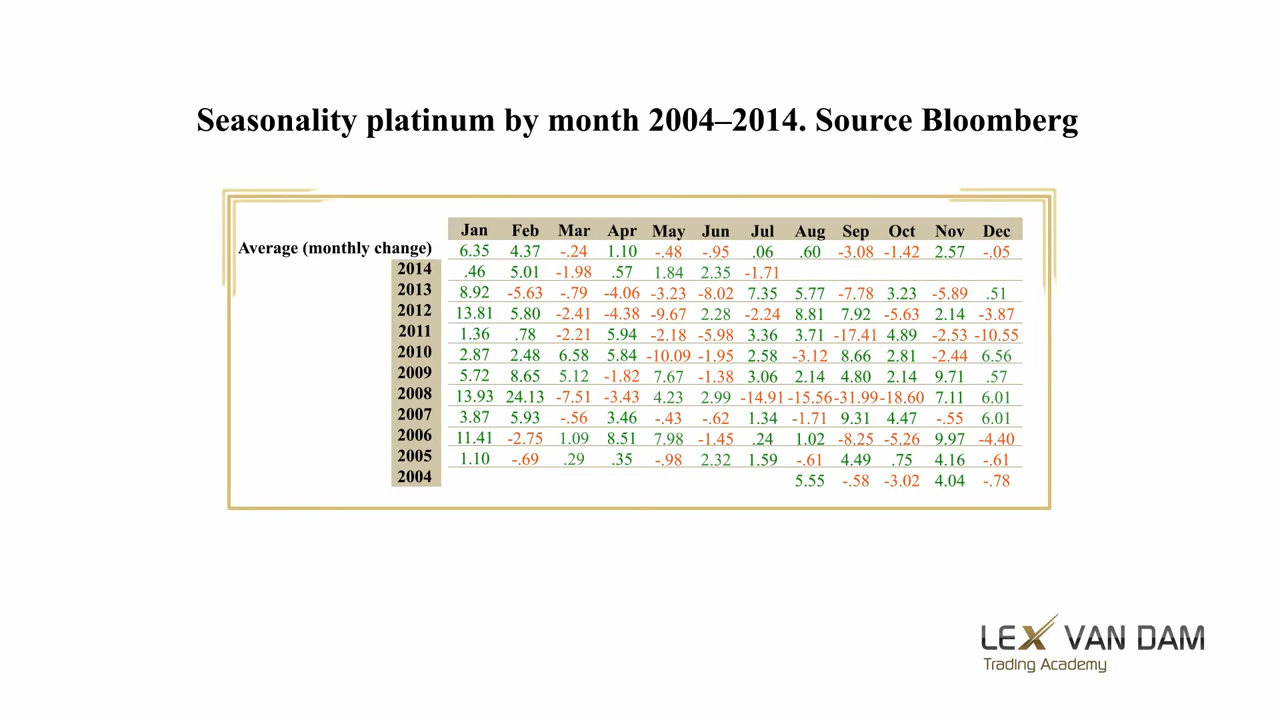 Seasonality platinum by month 2004–2014. Source Bloomberg
Jan Feb Mar Apr May Jun Jul Aug Sep Oct Nov Dec
Average (monthly change) 6.35 4.37 -.24 1.10 -.48 -.95 .06 .60 -3.08 -1.42 2.57 -.05
2014 .46 5.01 -1.98 .57 1.84 2.35 -1.71
2013 8.92 -5.63 -.79 -4.06 -3.23 -8.02 7.35 5.77 -7.78 3.23 -5.89 .51
2012 13.81 5.80 -2.41 -4.38 -9.67 2.28 -2.24 8.81 7.92 -5.63 2.14 -3.87
2011 1.36 .78 -2.21 5.94 -2.18 -5.98 3.36 3.71 -17.41 4.89 -2.53 -10.55
2010 2.87 2.48 6.58 5.84 -10.09 -1.95 2.58 -3.12 8.66 2.81 -2.44 6.56
2009 5.72 8.65 5.12 -1.82 7.67 -1.38 3.06 2.14 4.80 2.14 9.71 .57
2008 13.93 24.13 -7.51 -3.43 4.23 2.99 -14.91 -15.56 -31.99 -18.60 7.11 6.01
2007 3.87 5.93 -.56 3.46 -.43 -.62 1.34 -1.71 9.31 4.47 -.55 6.01
2006 11.41 -2.75 1.09 8.51 7.98 -1.45 .24 1.02 -8.25 -5.26 9.97 -4.40
2005 1.10 -.69 .29 .35 -.98 2.32 1.59 -.61 4.49 .75 4.16 -.61
2004 5.55 -.58 -3.02 4.04 -.78
LEX VAN DAM
Trading Academy